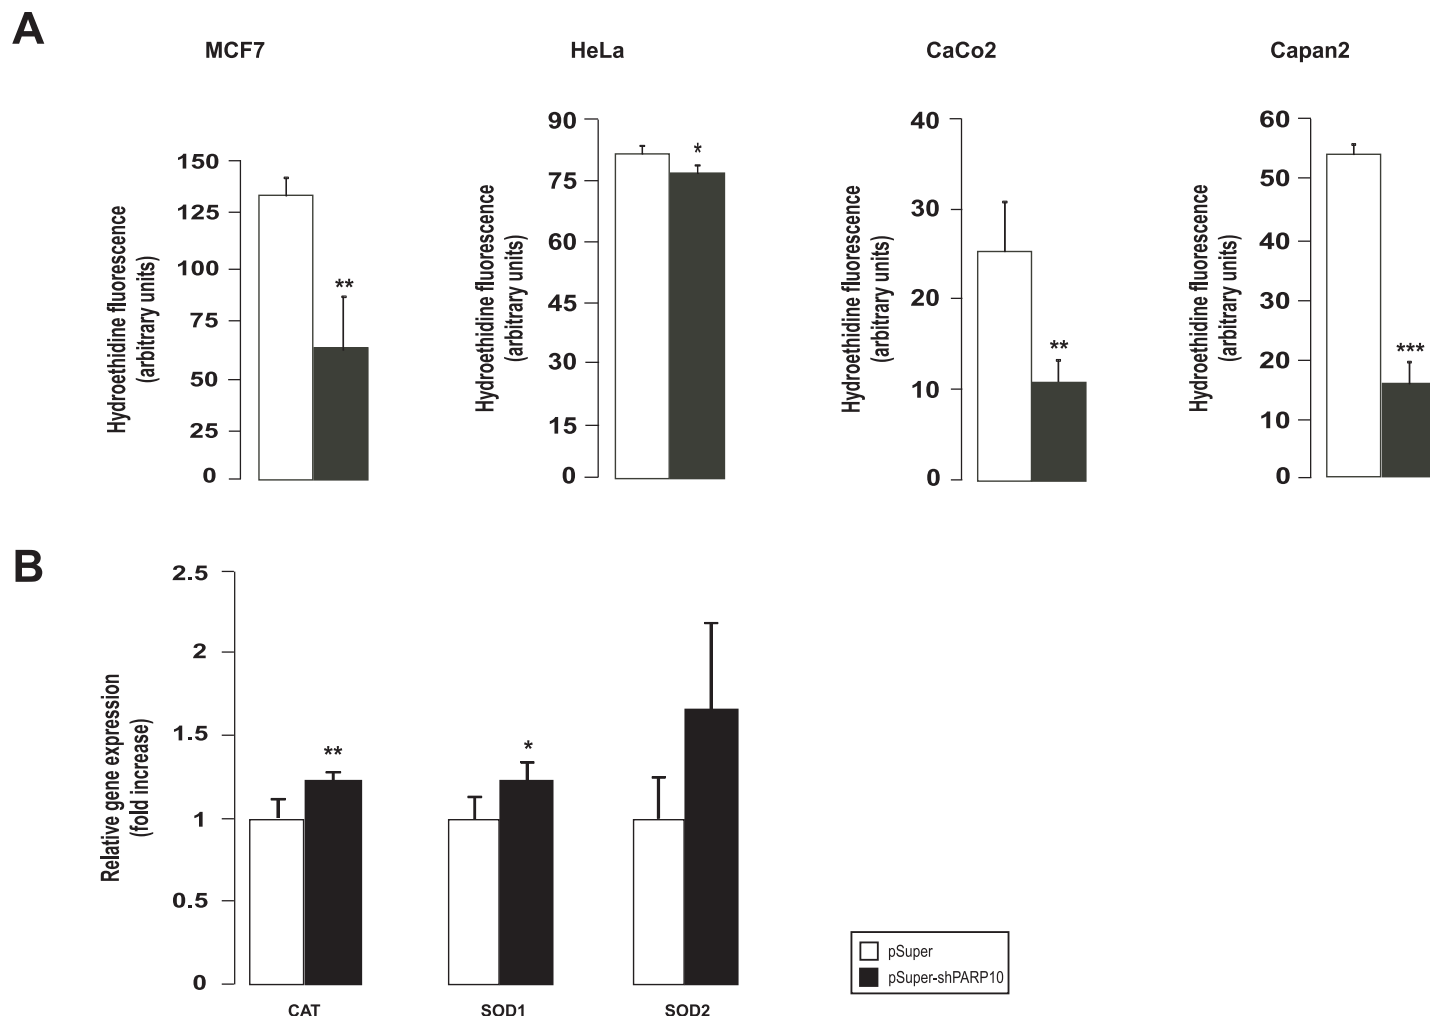 A
MCF7
HeLa
CaCo2
Capan2
Hydroethidine fluorescence
(arbitrary units)
150
125
100
75
50
25
0
**
Hydroethidine fluorescence
(arbitrary units)
90
75
60
45
30
15
0
*
Hydroethidine fluorescence
(arbitrary units)
40
30
20
10
0
**
Hydroethidine fluorescence
(arbitrary units)
60
50
40
30
20
10
0
***
B
Relative gene expression
(fold increase)
2.5
2
1.5
1
0.5
0
**
*
CAT
SOD1
SOD2
pSuper
pSuper-shPARP10